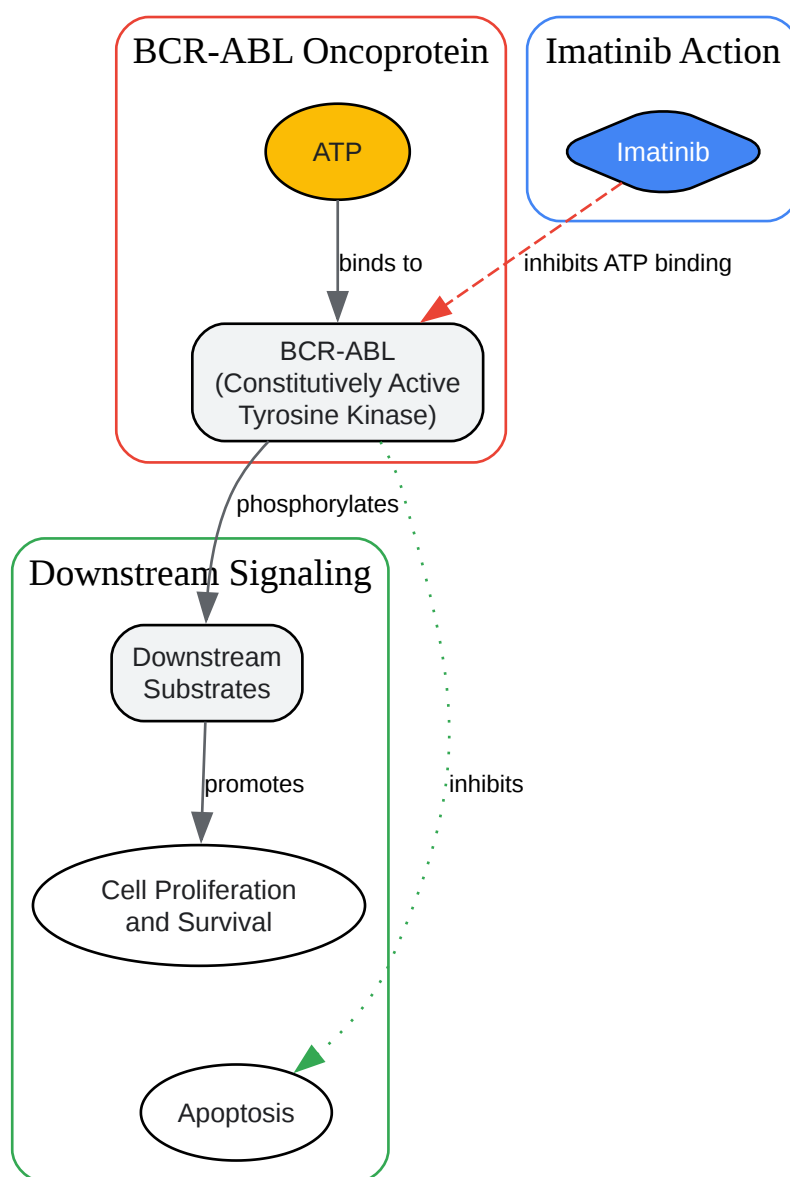 BCR-ABL Oncoprotein
Imatinib Action
ATP
Imatinib
binds to
inhibits ATP binding
BCR-ABL
(Constitutively Active
Tyrosine Kinase)
phosphorylates
Downstream Signaling
Downstream
Substrates
promotes
inhibits
Cell Proliferation
and Survival
Apoptosis